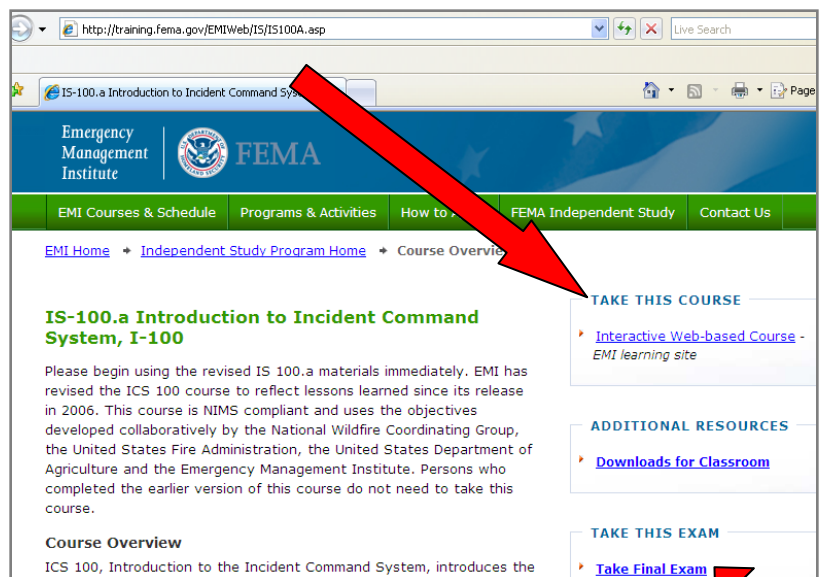 http://training.fema.gov/EMIWeb/IS/IS100A.asp
Live Search
IS-100.a Introduction to Incident Command
Page
Emergency
Management
Institute
FEMA
EMI Courses & Schedule Programs & Activities How to FEMA Independent Study Contact Us
EMI Home Independent Study Program Home Course
TAKE THIS COURSE
Interactive Web-based Course -
EMI learning site
IS-100.a Introduction to Incident Command
System, I-100
Please begin using the revised IS 100.a materials immediately. EMI has
revised the ICS 100 course to reflect lessons learned since its release
in 2006. This course is NIMS compliant and uses the objectives
developed collaboratively by the National Wildfire Coordinating Group,
the United States Fire Administration, the United States Department of
Agriculture and the Emergency Management Institute. Persons who
completed the earlier version of this course do not need to take this
course.
Course Overview
ICS 100, Introduction to the Incident Command System, introduces the
ADDITIONAL RESOURCES
Downloads for Classroom
TAKE THIS EXAM
Take Final Exam